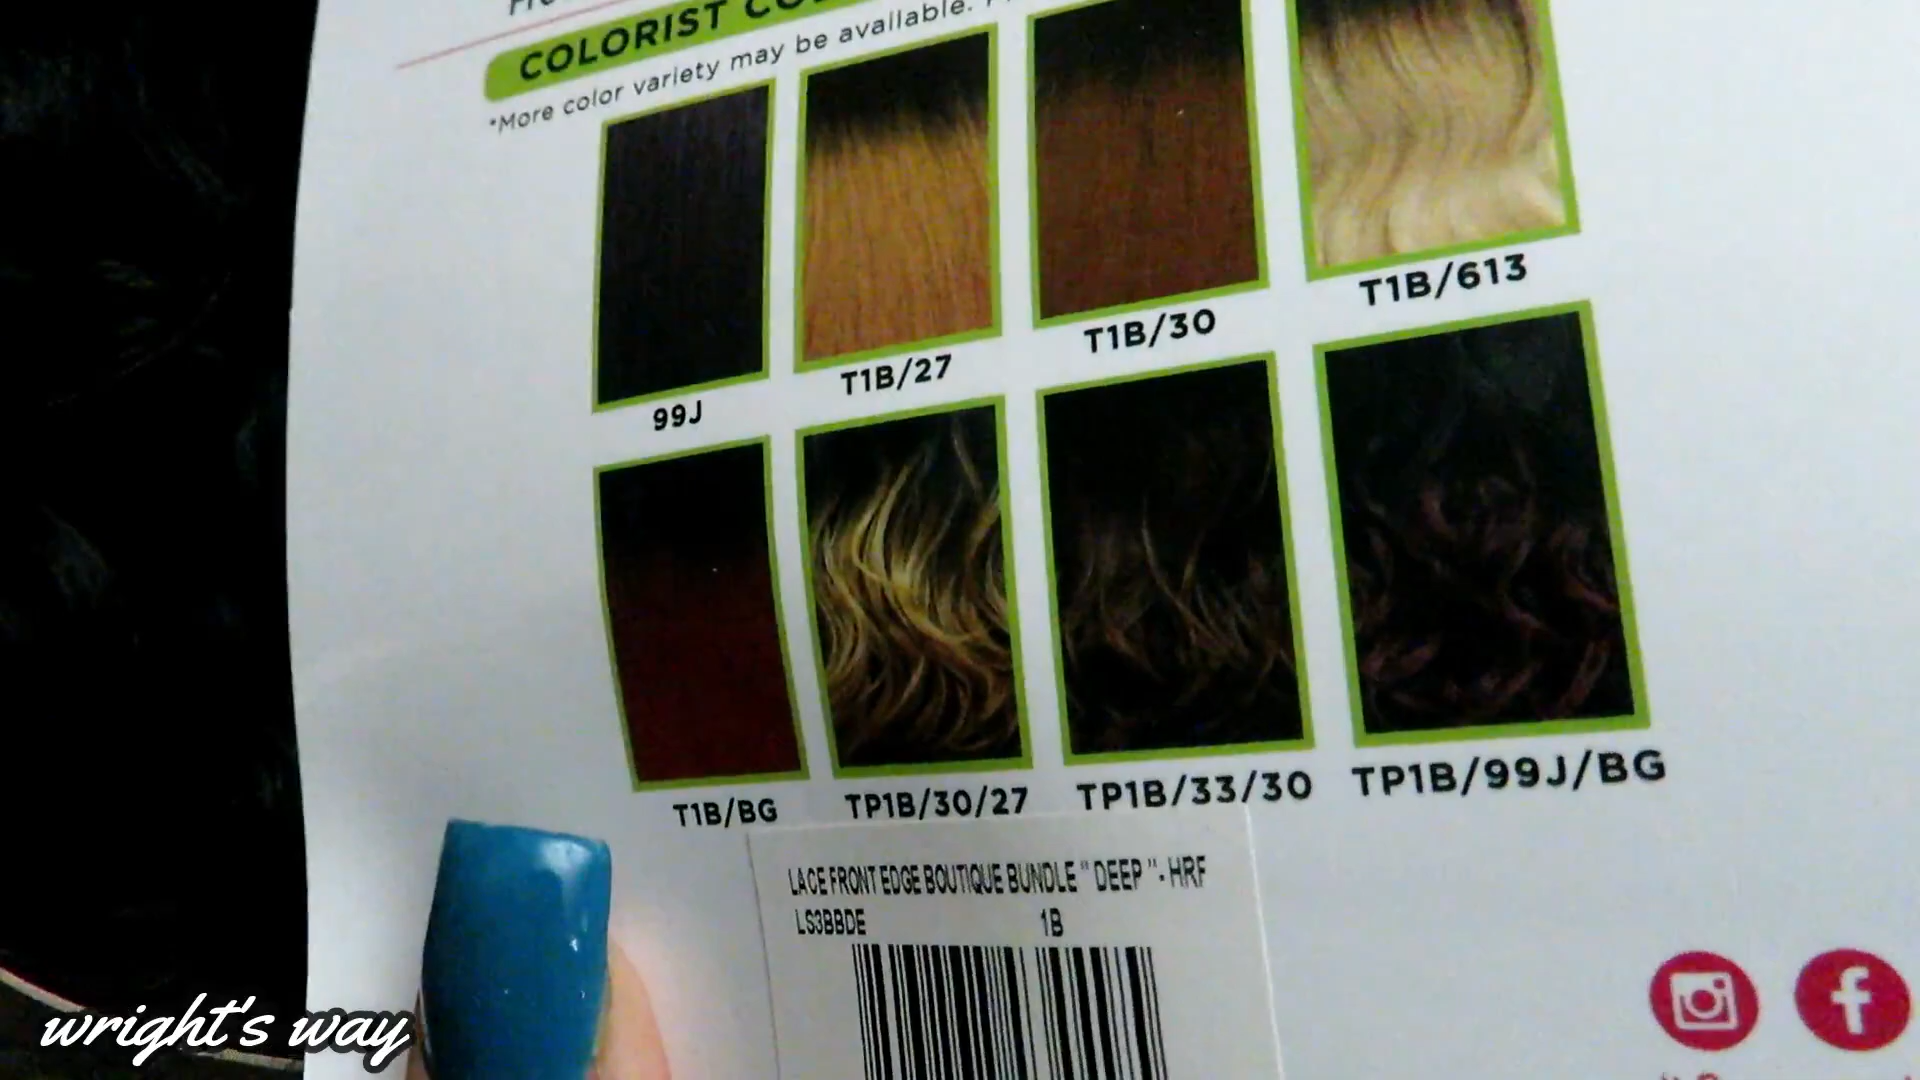 COLORIST
*More color variety may be available.
99J
T1B/27
T1B/30
T1B/613
T1B/BG
TP1B/30/27
TP1B/33/30
TP1B/99J/BG
LACE FRONT EDGE BOUTIQUE BUNDLE "DEEP"-HRF
LS3BBDE 1B
wright's way